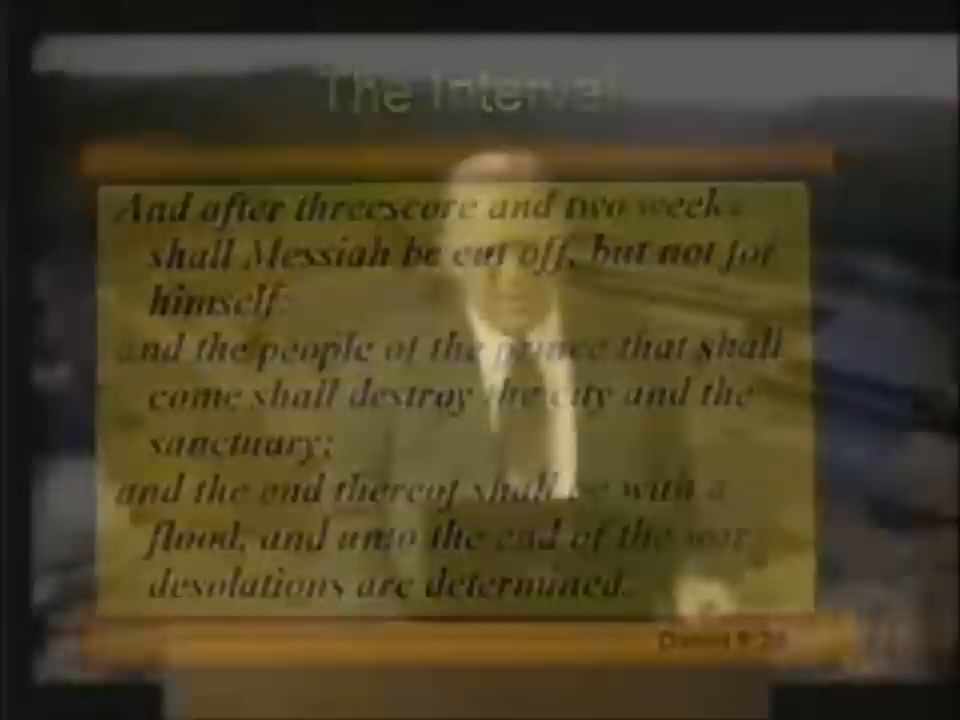 The Interval
And after threescore and two weeks
shall Messiah be cut off, but not for
himself:
and the people of the prince that shall
come shall destroy the city and the
sanctuary;
and the end thereof shall be with a
flood, and unto the end of the war
desolations are determined.
Daniel 9:26